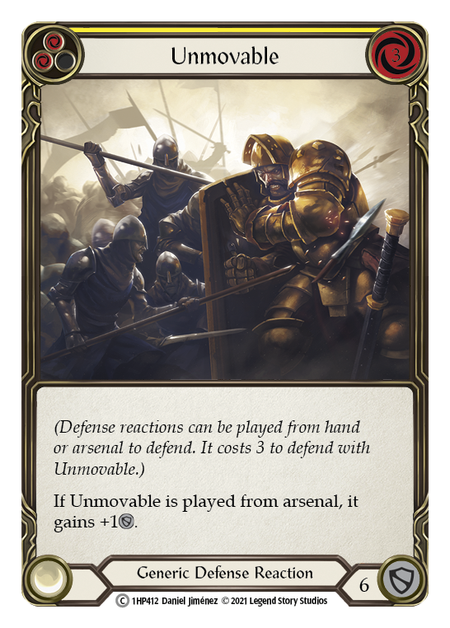 Unmovable
3
(Defense reactions can be played from hand
or arsenal to defend. It costs 3 to defend with
Unmovable.)
If Unmovable is played from arsenal, it
gains +1.
Generic Defense Reaction
6
C 1HP412 Daniel Jiménez © 2021 Legend Story Studios